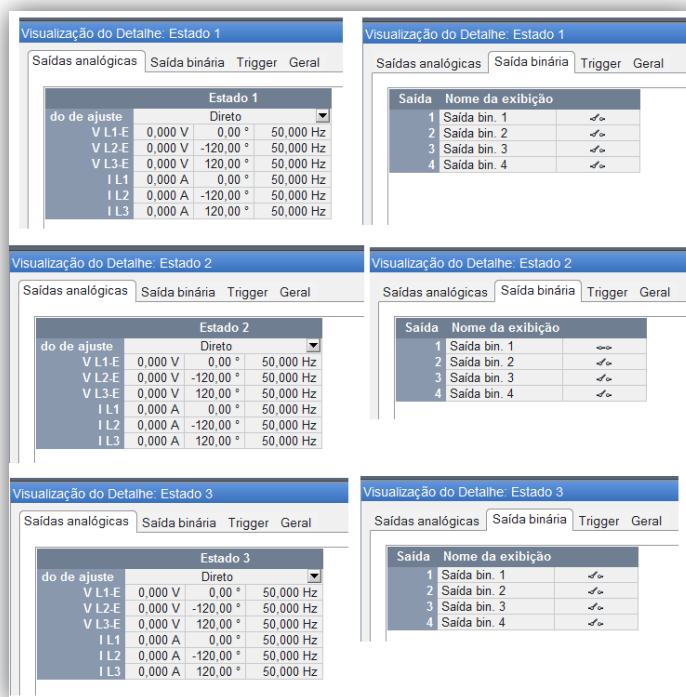 Visualização do Detalhe: Estado 1
Saídas analógicas Saída binária Trigger Geral
Estado 1
do de ajuste Direto
V L1-E 0,000 V 0,00 ° 50,000 Hz
V L2-E 0,000 V -120,00 ° 50,000 Hz
V L3-E 0,000 V 120,00 ° 50,000 Hz
I L1 0,000 A 0,00 ° 50,000 Hz
I L2 0,000 A -120,00 ° 50,000 Hz
I L3 0,000 A 120,00 ° 50,000 Hz
Visualização do Detalhe: Estado 1
Saídas analógicas Saída binária Trigger Geral
Saída Nome da exibição
1 Saída bin. 1
2 Saída bin. 2
3 Saída bin. 3
4 Saída bin. 4
Visualização do Detalhe: Estado 2
Saídas analógicas Saída binária Trigger Geral
Estado 2
do de ajuste Direto
V L1-E 0,000 V 0,00 ° 50,000 Hz
V L2-E 0,000 V -120,00 ° 50,000 Hz
V L3-E 0,000 V 120,00 ° 50,000 Hz
I L1 0,000 A 0,00 ° 50,000 Hz
I L2 0,000 A -120,00 ° 50,000 Hz
I L3 0,000 A 120,00 ° 50,000 Hz
Visualização do Detalhe: Estado 2
Saídas analógicas Saída binária Trigger Geral
Saída Nome da exibição
1 Saída bin. 1
2 Saída bin. 2
3 Saída bin. 3
4 Saída bin. 4
Visualização do Detalhe: Estado 3
Saídas analógicas Saída binária Trigger Geral
Estado 3
do de ajuste Direto
V L1-E 0,000 V 0,00 ° 50,000 Hz
V L2-E 0,000 V -120,00 ° 50,000 Hz
V L3-E 0,000 V 120,00 ° 50,000 Hz
I L1 0,000 A 0,00 ° 50,000 Hz
I L2 0,000 A -120,00 ° 50,000 Hz
I L3 0,000 A 120,00 ° 50,000 Hz
Visualização do Detalhe: Estado 3
Saídas analógicas Saída binária Trigger Geral
Saída Nome da exibição
1 Saída bin. 1
2 Saída bin. 2
3 Saída bin. 3
4 Saída bin. 4